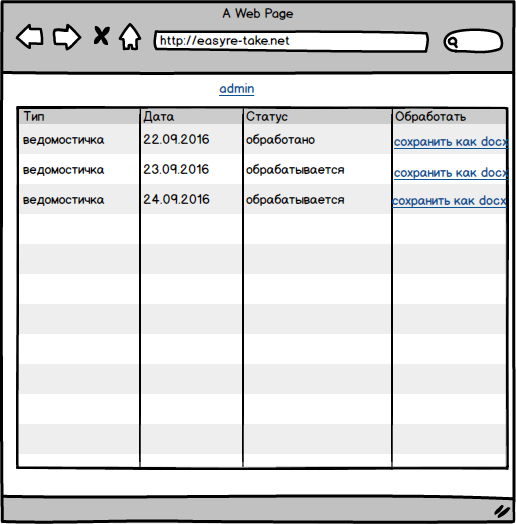 A Web Page
http://easyre-take.net
admin
Тип Дата Статус Обработать
ведомостичка 22.09.2016 обработано сохранить как docx
ведомостичка 23.09.2016 обрабатывается сохранить как docx
ведомостичка 24.09.2016 обрабатывается сохранить как docx